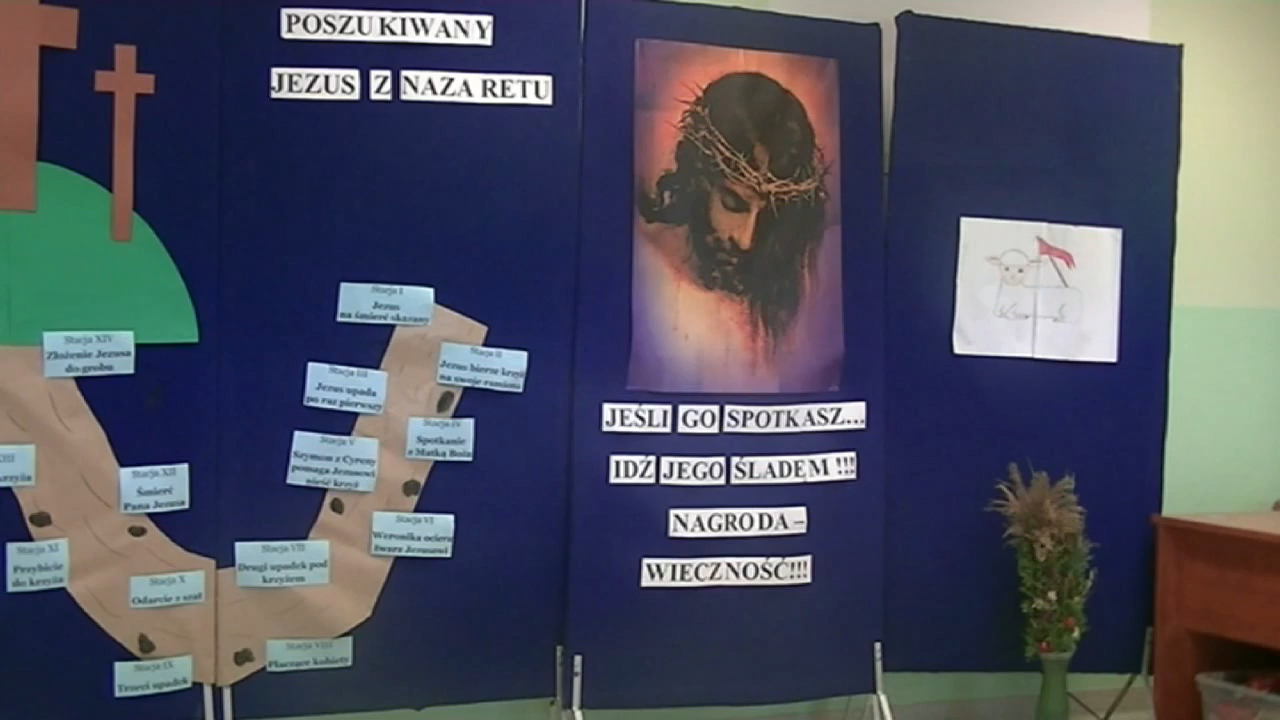 POSZUKIWANY
JEZUS Z NAZARETU
Stacja I
Jezus
na śmierć skazany
Stacja II
Jezus bierze krzyż
na swoje ramiona
Stacja III
Jezus upada
po raz pierwszy
Stacja IV
Spotkanie
z Matką Bożą
Stacja V
Szymon z Cyreny
pomaga Jezusowi
nieść krzyż
Stacja VI
Weronika ociera
twarz Jezusowi
Stacja VII
Drugi upadek pod
krzyżem
Stacja VIII
Płaczące kobiety
Stacja IX
Trzeci upadek
Stacja X
Odarcie z szat
Stacja XI
Przybicie
do krzyża
Stacja XII
Śmierć
Pana Jezusa
XIII
krzyża
Stacja XIV
Złożenie Jezusa
do grobu
JEŚLI GO SPOTKASZ...
IDŹ JEGO ŚLADEM !!!
NAGRODA –
WIECZNOŚĆ!!!